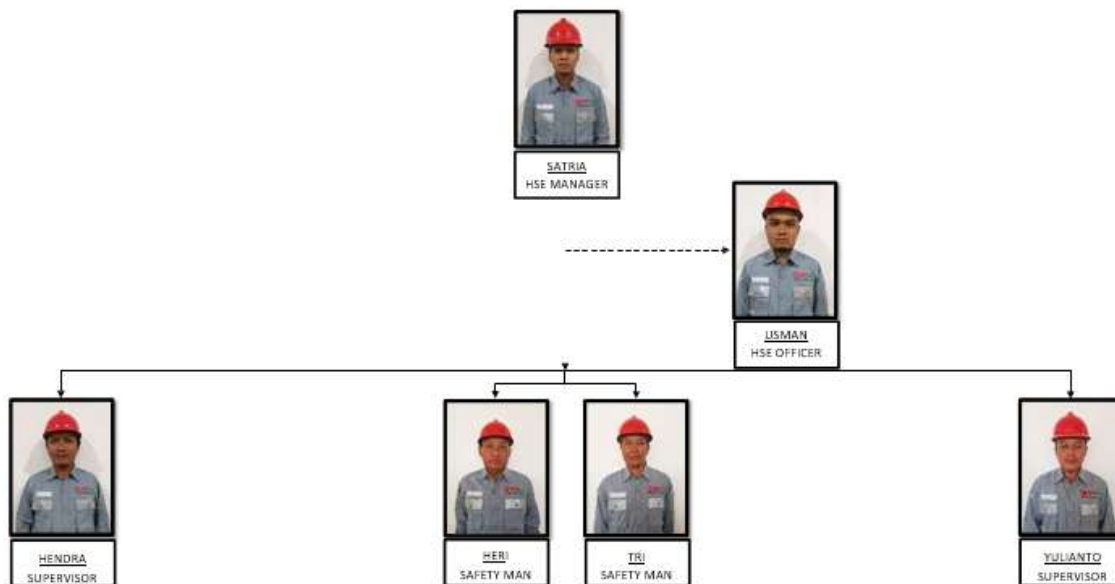 SATRIA
HSE MANAGER
USMAN
HSE OFFICER
HENDRA
SUPERVISOR
HERI
SAFETY MAN
TRI
SAFETY MAN
YULIANTO
SUPERVISOR